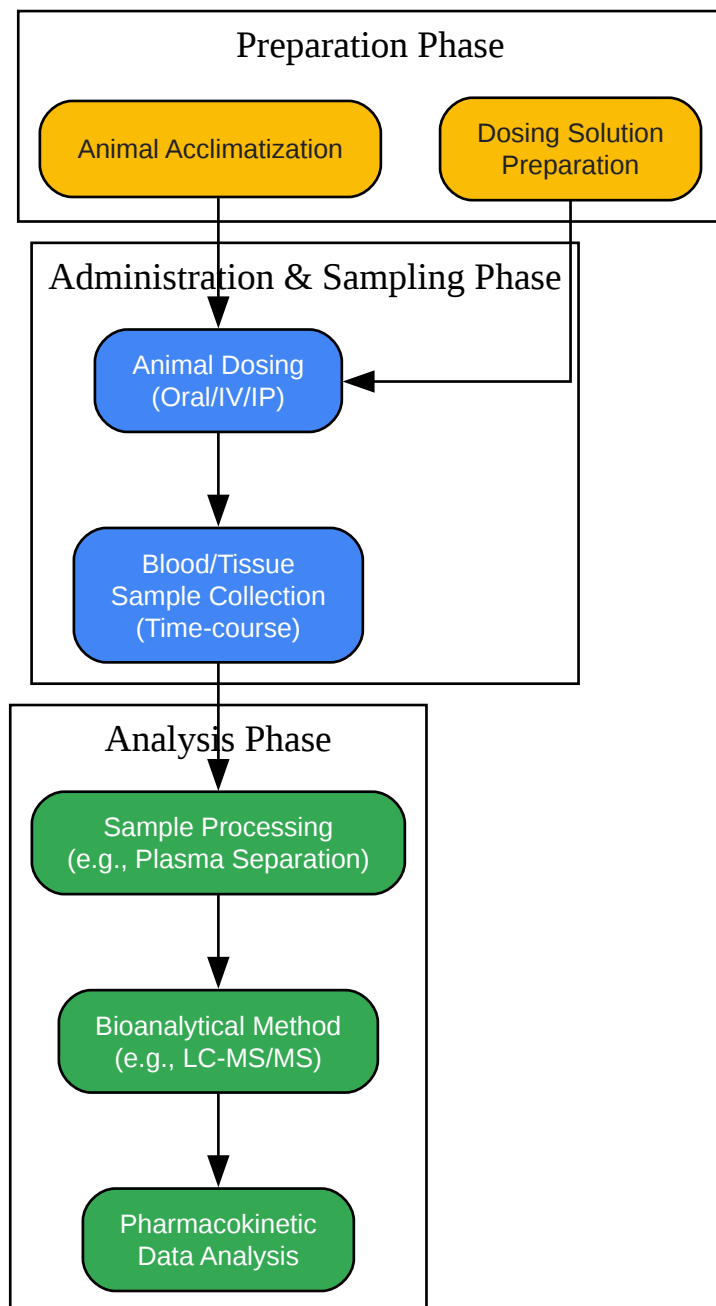 Preparation Phase
Animal Acclimatization
Dosing Solution
Preparation
Administration & Sampling Phase
Animal Dosing
(Oral/IV/IP)
Blood/Tissue
Sample Collection
(Time-course)
Analysis Phase
Sample Processing
(e.g., Plasma Separation)
Bioanalytical Method
(e.g., LC-MS/MS)
Pharmacokinetic
Data Analysis